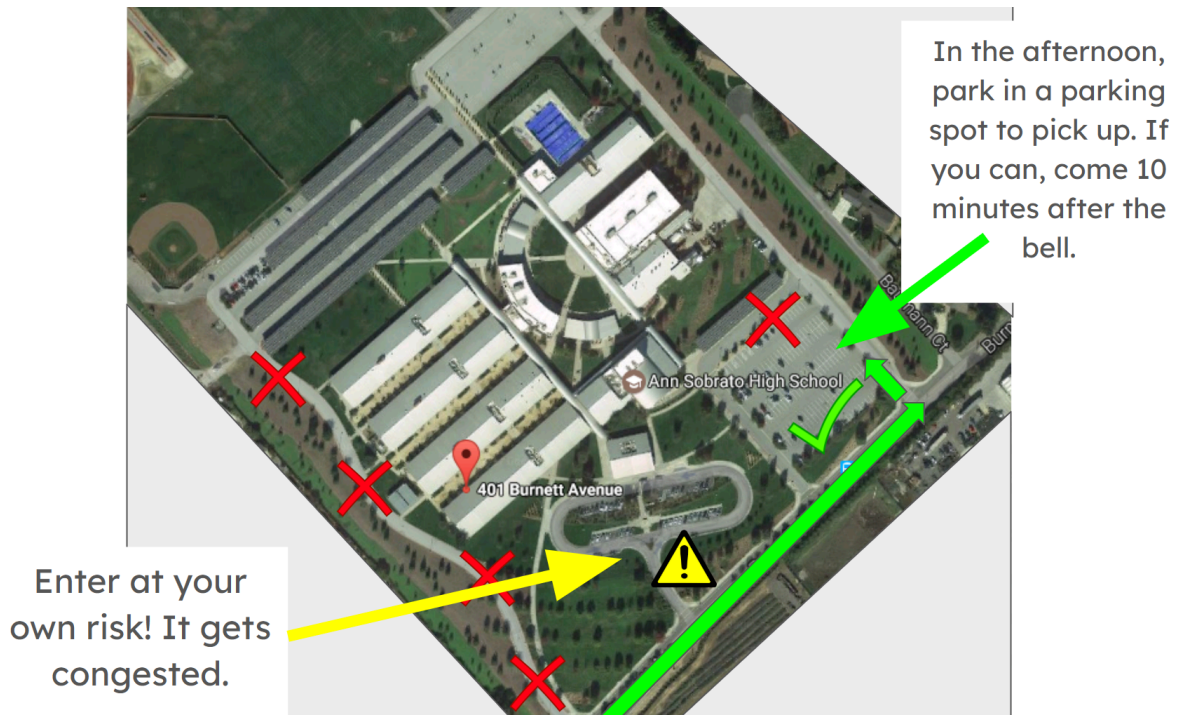 In the afternoon,
park in a parking
spot to pick up. If
you can, come 10
minutes after the
bell.
Ann Sobrato High School
401 Burnett Avenue
Enter at your
own risk! It gets
congested.